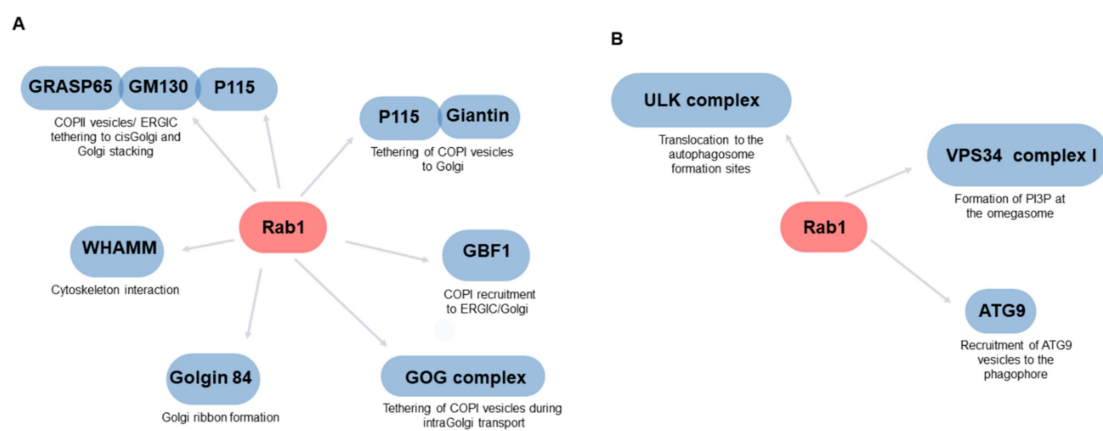 A
GRASP65 GM130 P115
COPII vesicles/ ERGIC
tethering to cisGolgi and
Golgi stacking
P115 Giantin
Tethering of COPI vesicles
to Golgi
Rab1
WHAMM
Cytoskeleton interaction
GBF1
COPI recruitment
to ERGIC/Golgi
Golgin 84
Golgi ribbon formation
GOG complex
Tethering of COPI vesicles during
intraGolgi transport
B
ULK complex
Translocation to the
autophagosome
formation sites
VPS34 complex I
Formation of PI3P at
the omegasome
Rab1
ATG9
Recruitment of ATG9
vesicles to the
phagophore